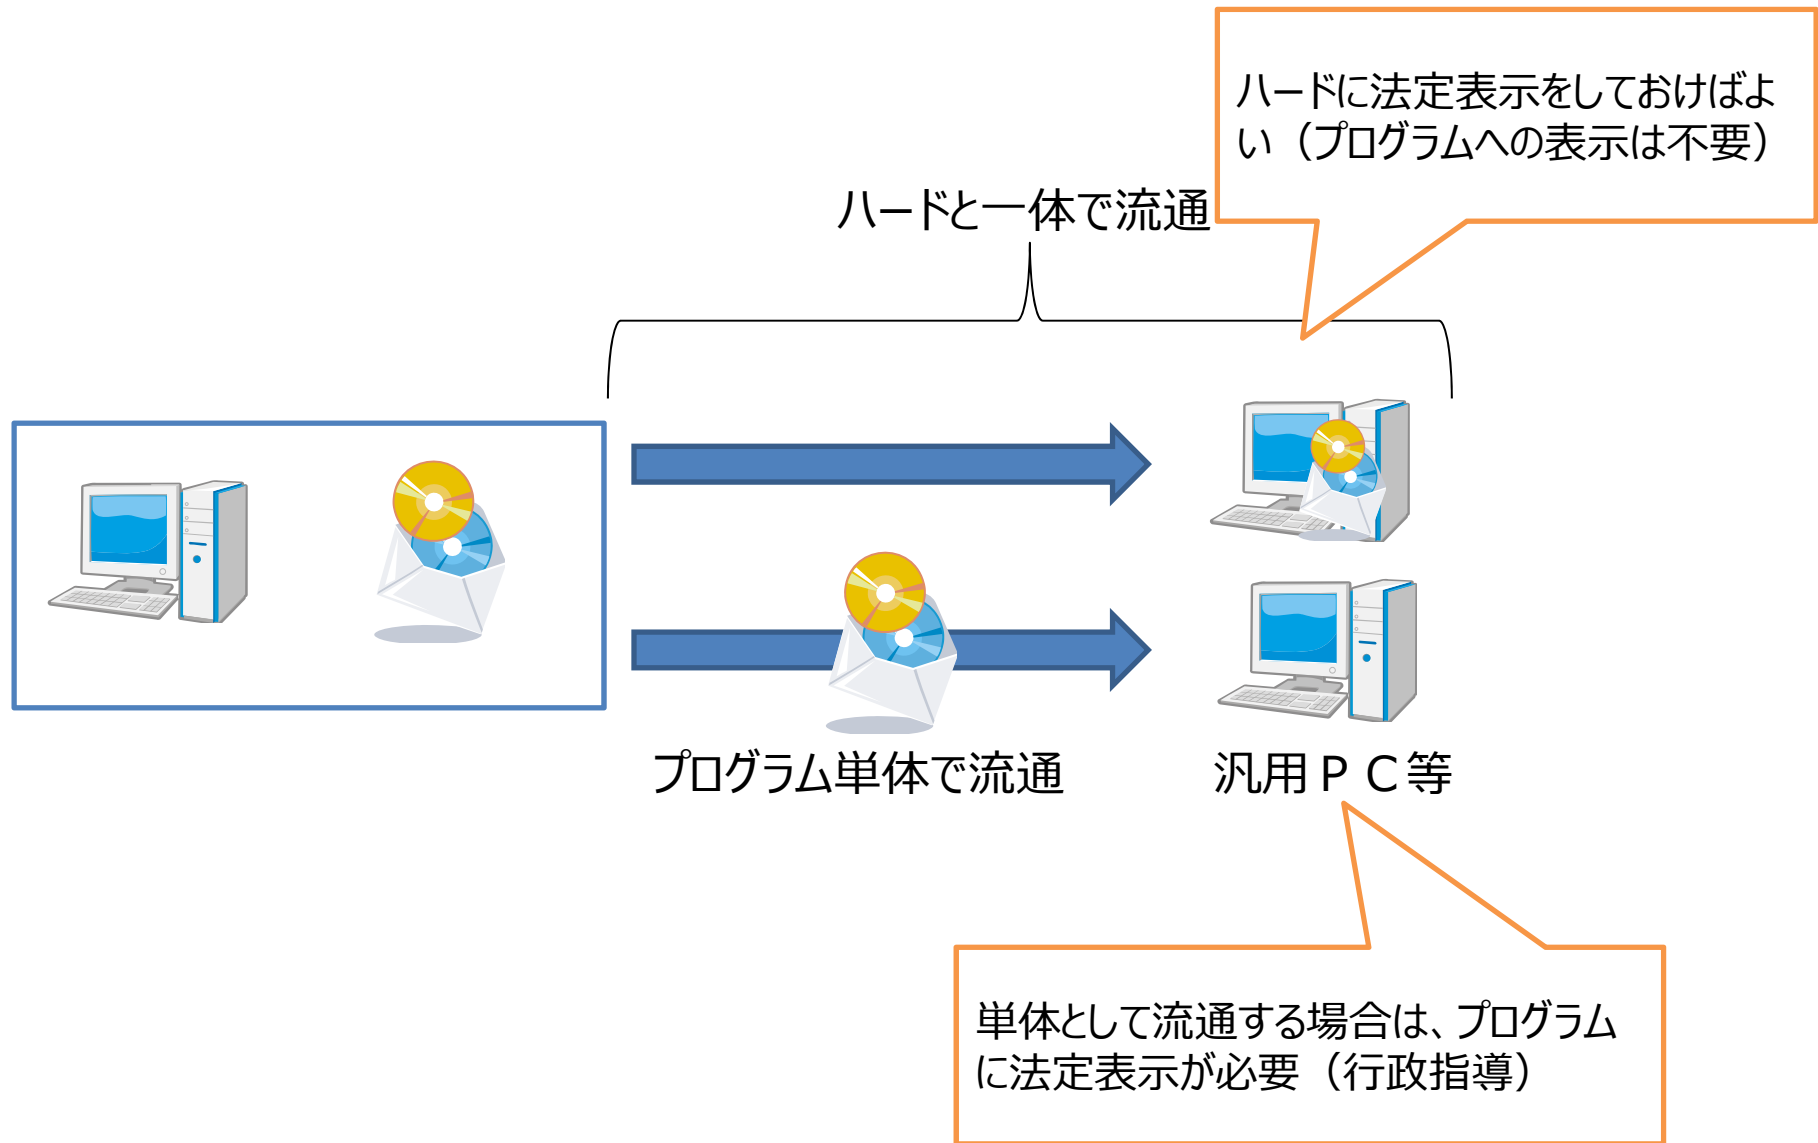 ハードに法定表示をしておけばよ
い（プログラムへの表示は不要）
ハードと一体で流通
プログラム単体で流通
汎用ＰＣ等
単体として流通する場合は、プログラム
に法定表示が必要（行政指導）